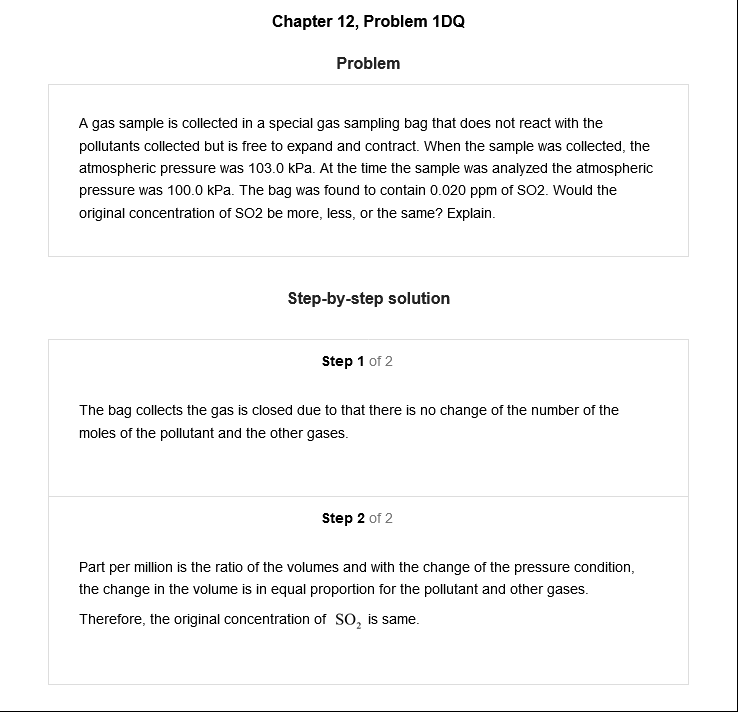 Chapter 12, Problem 1DQ
Problem
A gas sample is collected in a special gas sampling bag that does not react with the
pollutants collected but is free to expand and contract. When the sample was collected, the
atmospheric pressure was 103.0 kPa. At the time the sample was analyzed the atmospheric
pressure was 100.0 kPa. The bag was found to contain 0.020 ppm of SO2. Would the
original concentration of SO2 be more, less, or the same? Explain.
Step-by-step solution
Step 1 of 2
The bag collects the gas is closed due to that there is no change of the number of the
moles of the pollutant and the other gases.
Step 2 of 2
Part per million is the ratio of the volumes and with the change of the pressure condition,
the change in the volume is in equal proportion for the pollutant and other gases.
Therefore, the original concentration of SO₂ is same.